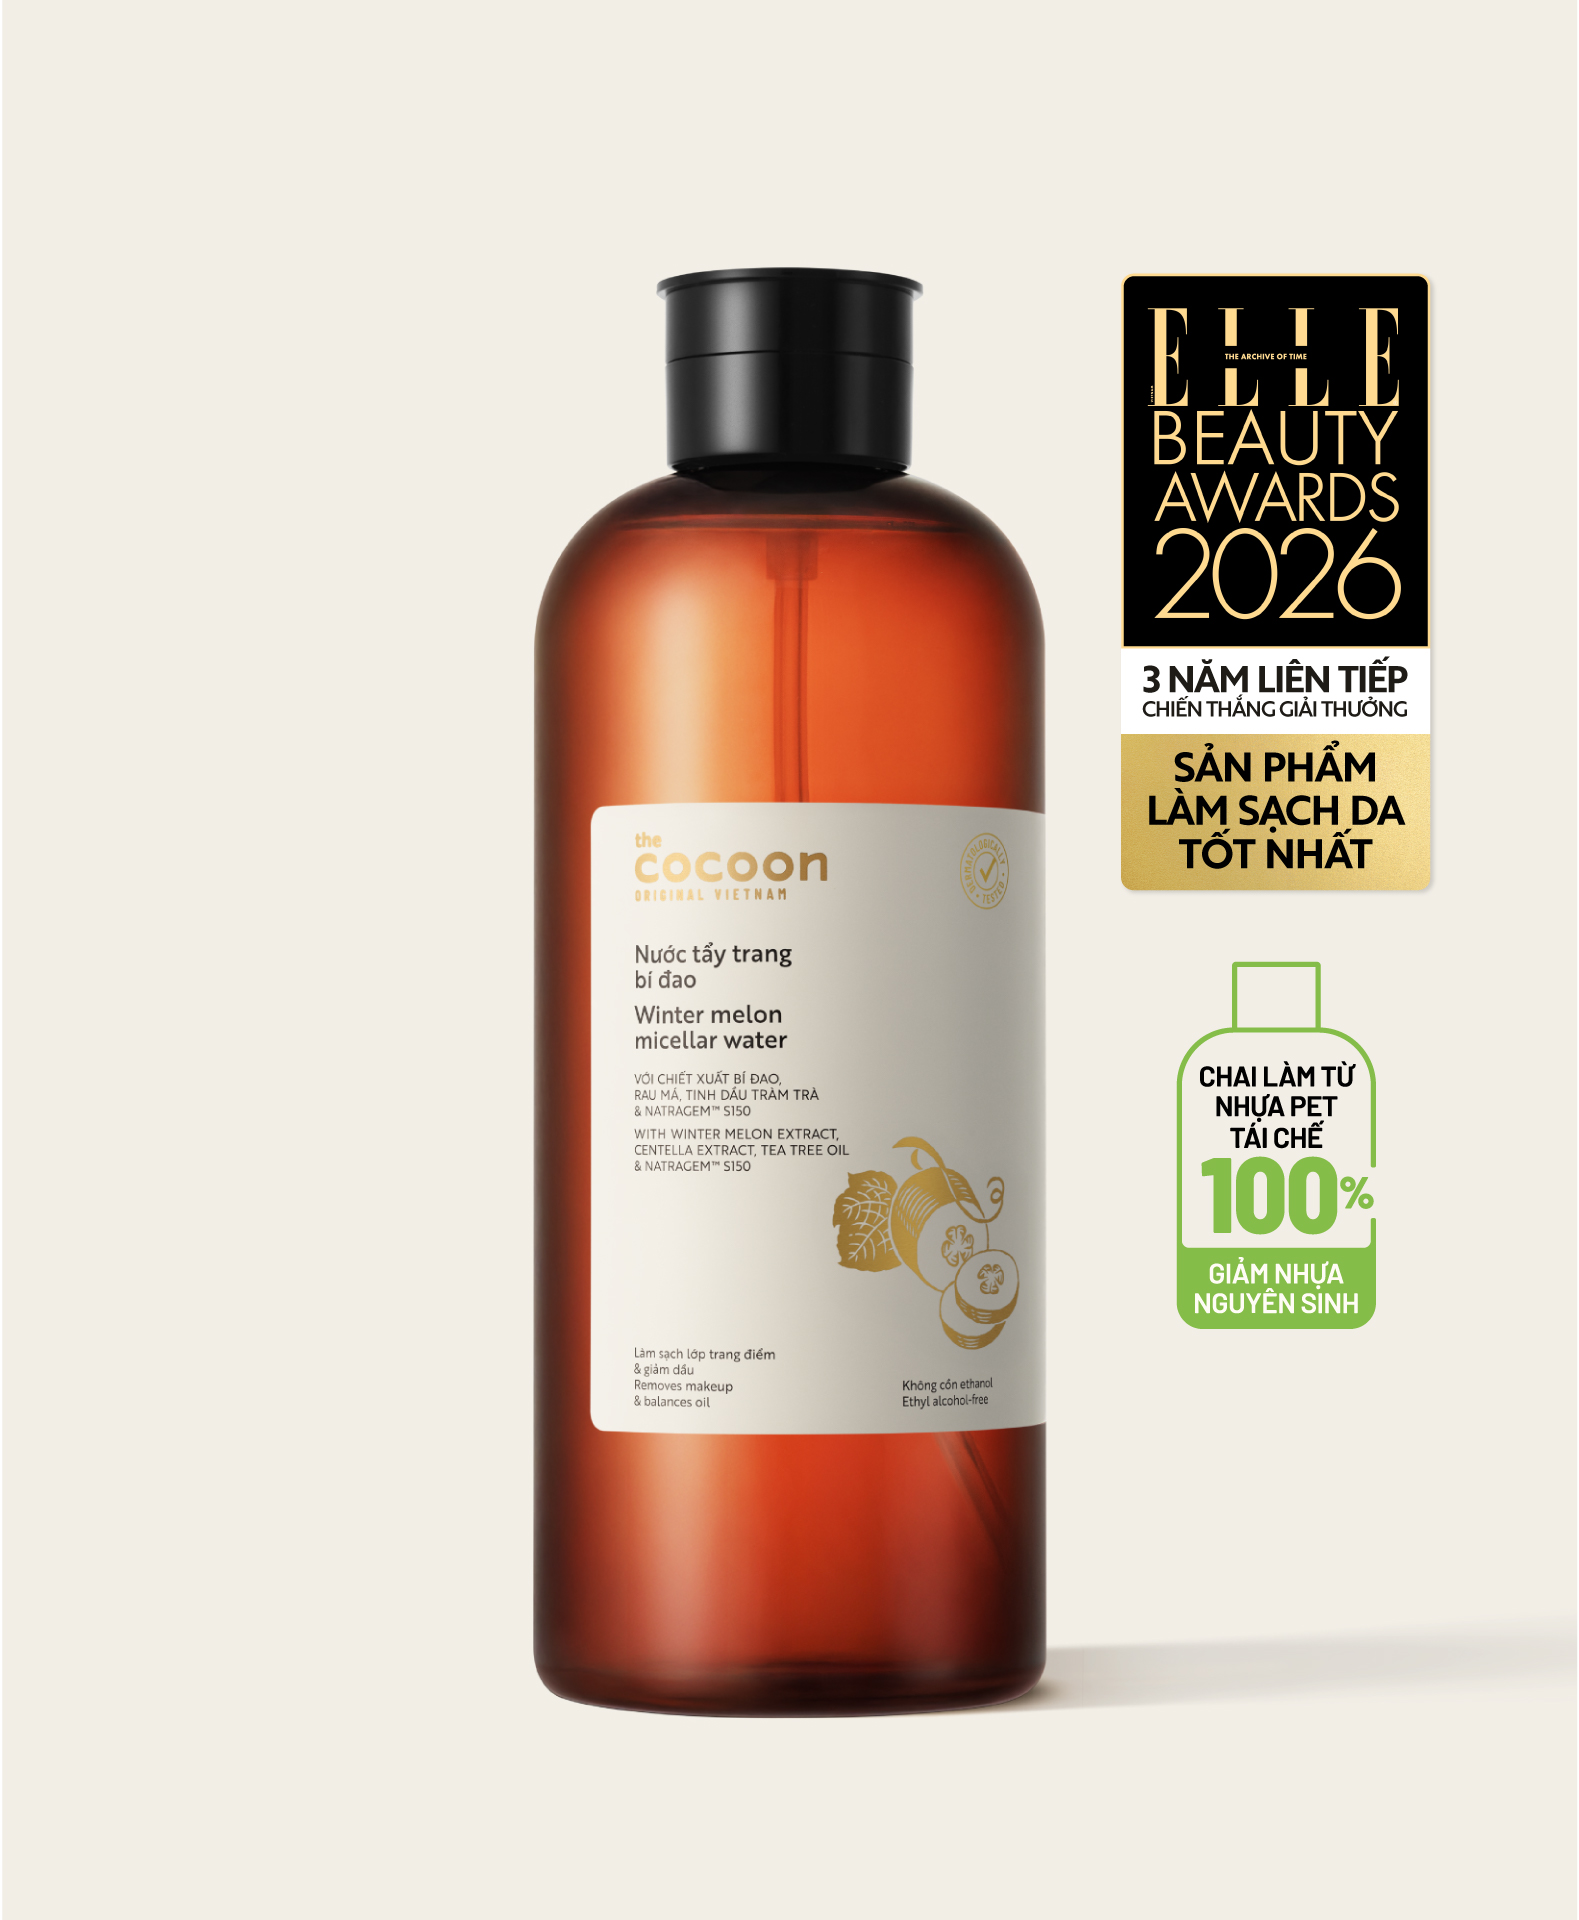 the
cocoon
ORIGINAL VIETNAM
DERMATOLOGICALLY
TESTED
Nước tẩy trang
bí đao
Winter melon
micellar water
VỚI CHIẾT XUẤT BÍ ĐAO,
RAU MÁ, TINH DẦU TRÀM TRÀ
& NATRAGEM™ S150
WITH WINTER MELON EXTRACT,
CENTELLA EXTRACT, TEA TREE OIL
& NATRAGEM™ S150
Làm sạch lớp trang điểm
& giảm dầu
Removes makeup
& balances oil
Không cồn ethanol
Ethyl alcohol-free
ELLE
THE ARCHIVE OF TIME
BEAUTY
AWARDS
2026
3 NĂM LIÊN TIẾP
CHIẾN THẮNG GIẢI THƯỞNG
SẢN PHẨM
LÀM SẠCH DA
TỐT NHẤT
CHAI LÀM TỪ
NHỰA PET
TÁI CHẾ
100%
GIẢM NHỰA
NGUYÊN SINH